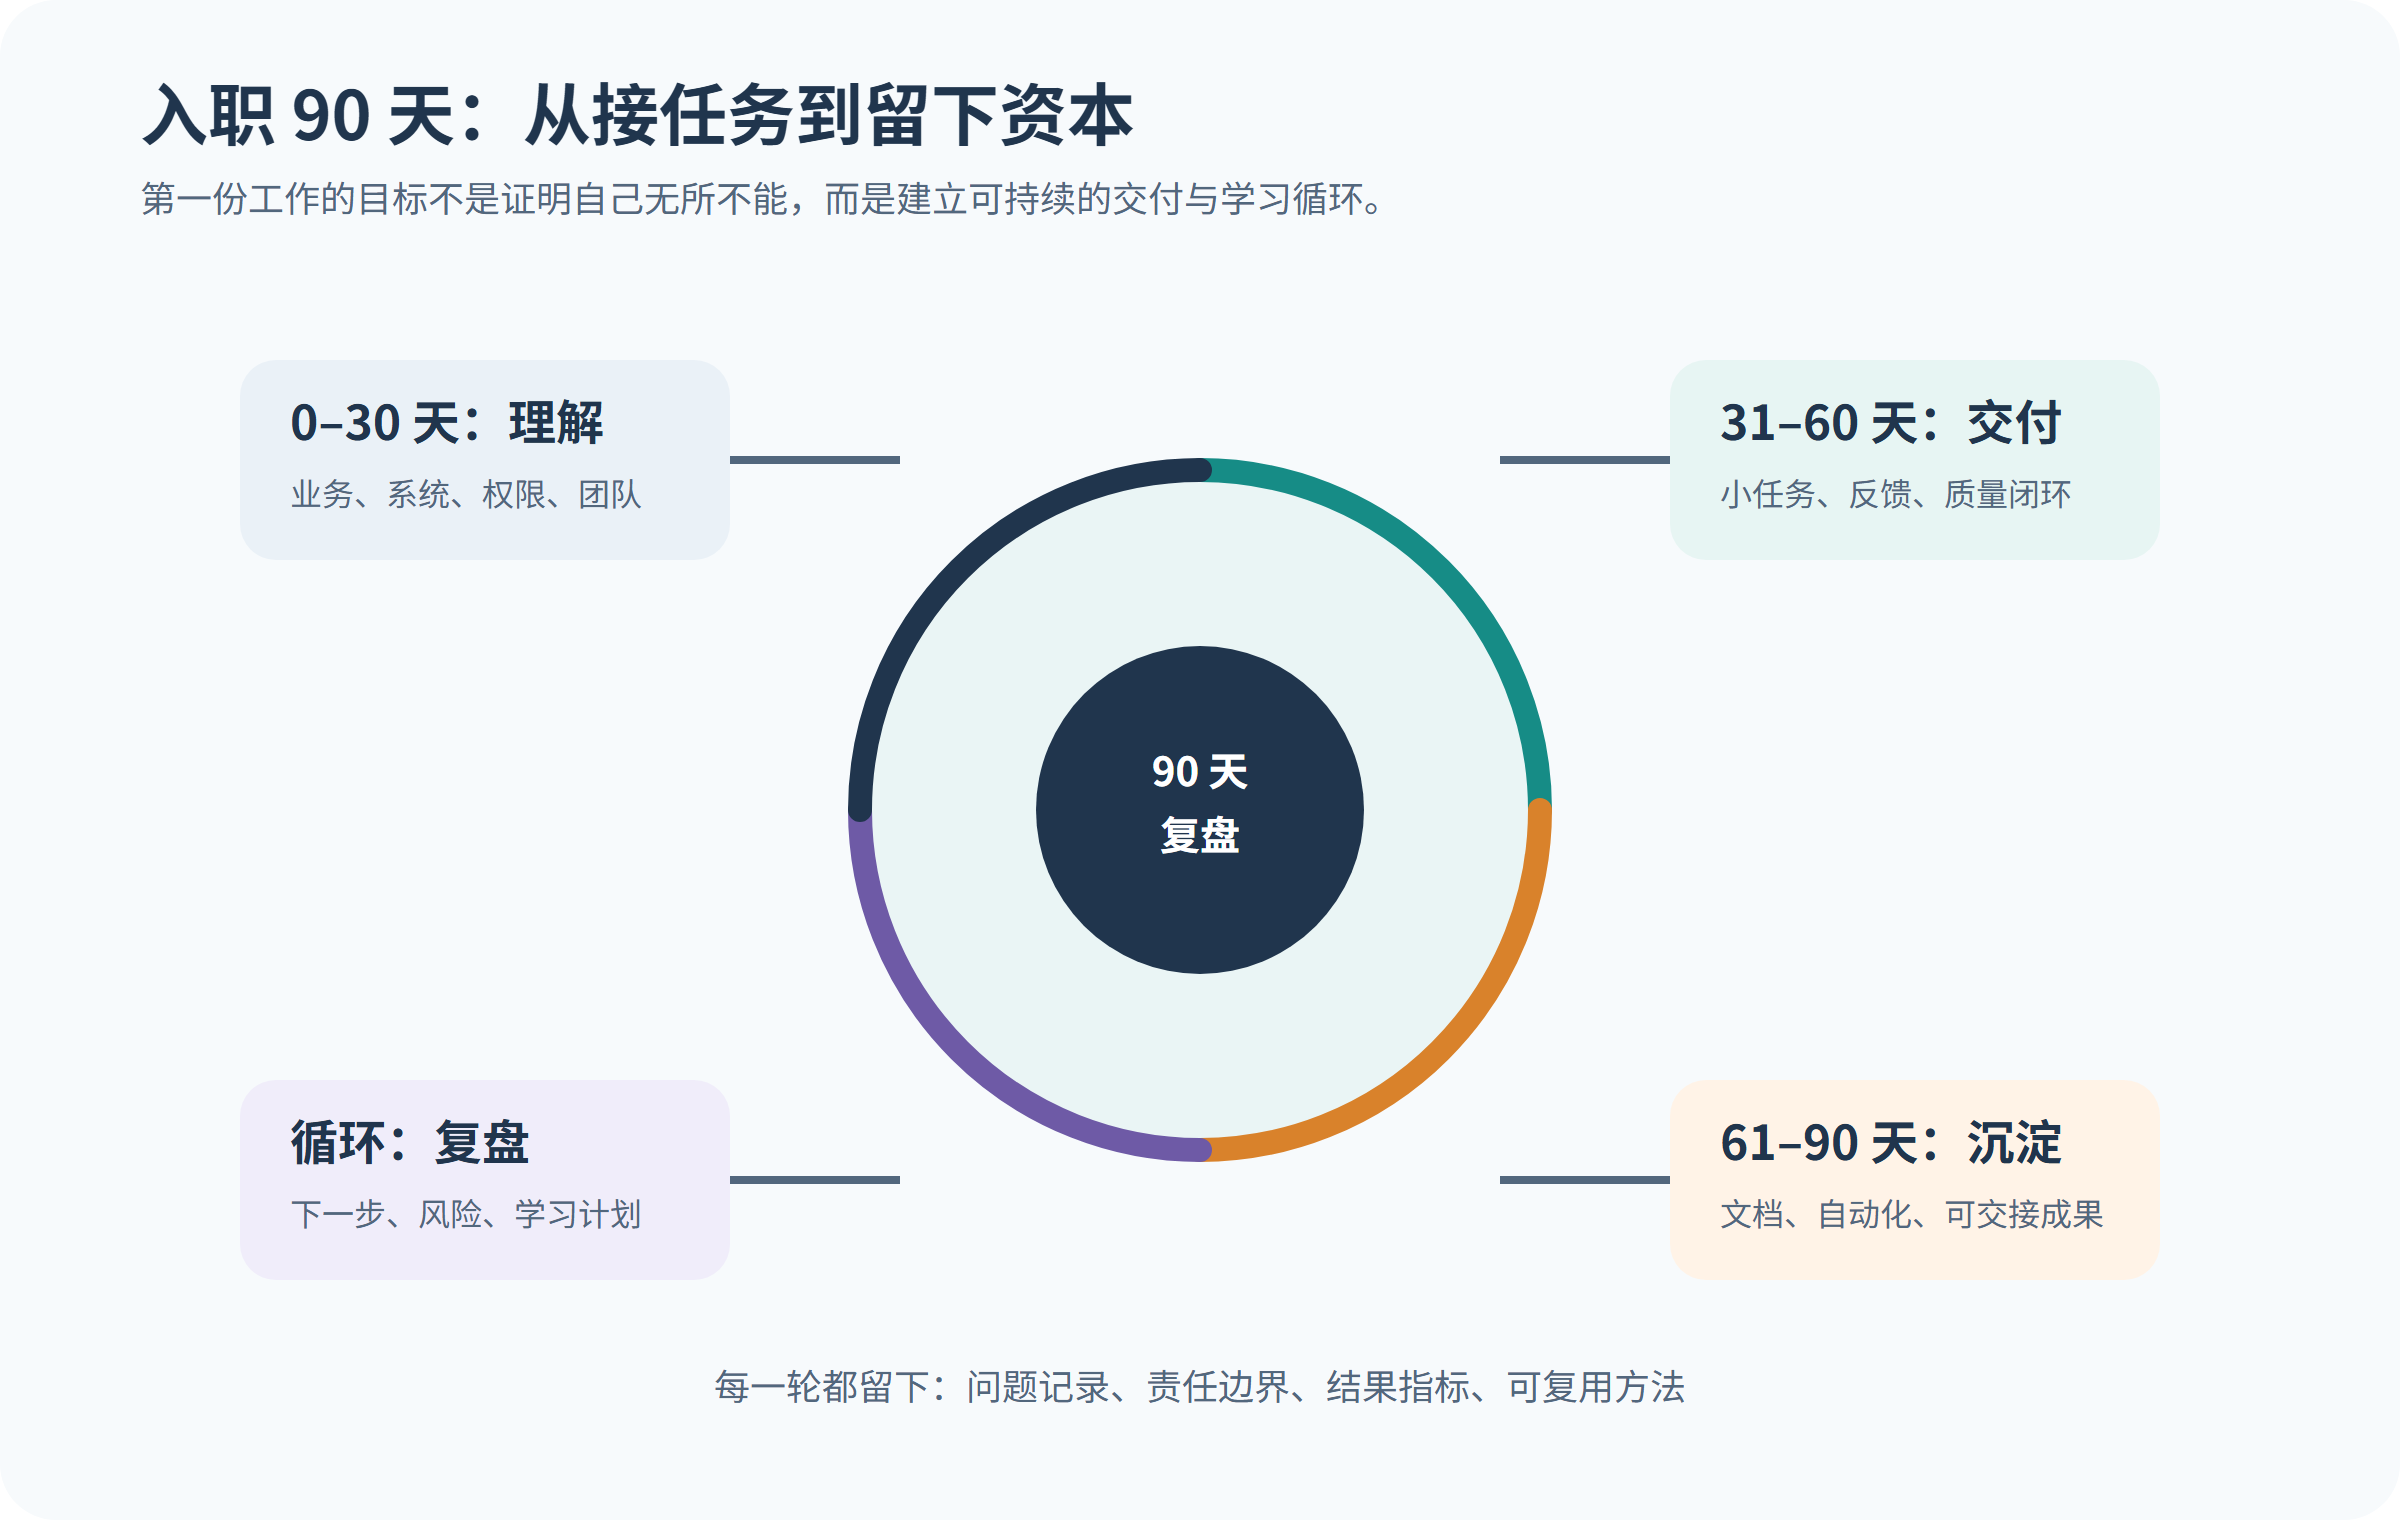 入职 90 天：从接任务到留下资本
第一份工作的目标不是证明自己无所不能，而是建立可持续的交付与学习循环。
0–30 天：理解
业务、系统、权限、团队
31–60 天：交付
小任务、反馈、质量闭环
90 天
复盘
循环：复盘
下一步、风险、学习计划
61–90 天：沉淀
文档、自动化、可交接成果
每一轮都留下：问题记录、责任边界、结果指标、可复用方法